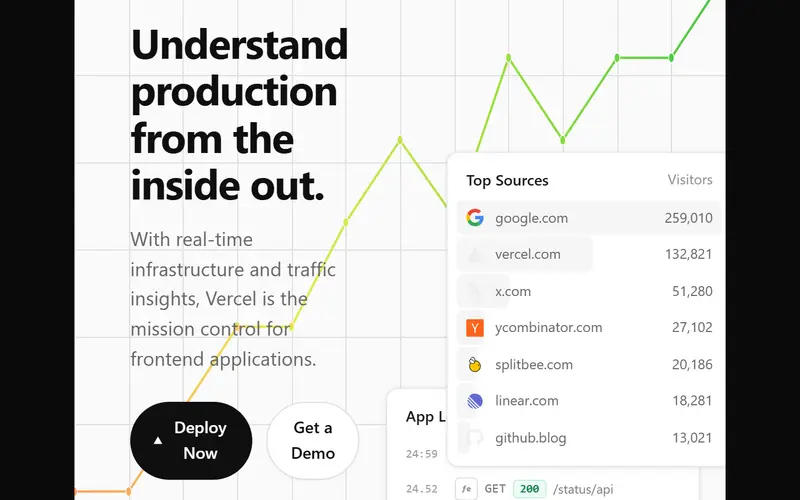 Understand
production
from the
inside out.
With real-time
infrastructure and traffic
insights, Vercel is the
mission control for
frontend applications.
Deploy
Now
Get a
Demo
Top Sources Visitors
google.com 259,010
vercel.com 132,821
x.com 51,280
Y ycombinator.com 27,102
splitbee.com 20,186
linear.com 18,281
github.blog 13,021
App L
24:59
24.52 fe GET 200 /status/api